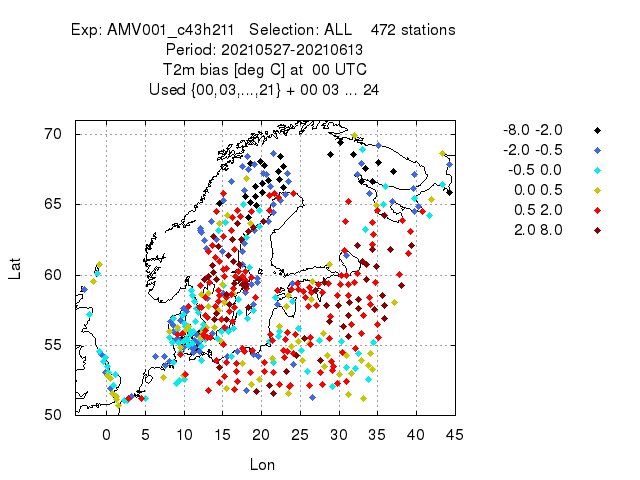 Exp: AMV001_c43h211   Selection: ALL    472 stations
Period: 20210527-20210613
T2m bias [deg C] at  00 UTC
Used {00,03,...,21} + 00 03 ... 24
-8.0 -2.0
-2.0 -0.5
-0.5 0.0
0.0 0.5
0.5 2.0
2.0 8.0
Lat
70
65
60
55
50
0 5 10 15 20 25 30 35 40 45
Lon